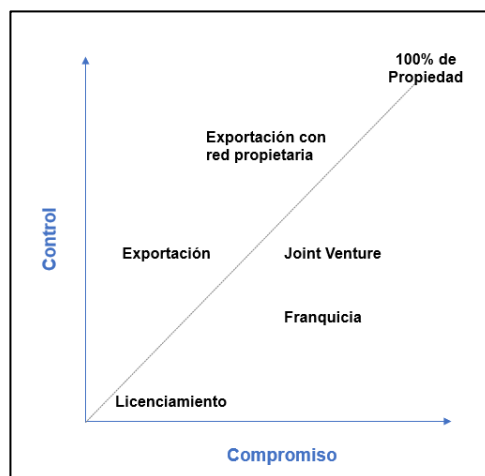 100% de
Propiedad
Exportación con
red propietaria
Control
Exportación
Joint Venture
Franquicia
Licenciamiento
Compromiso